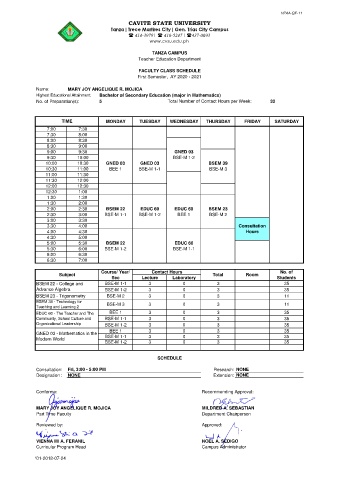 VPAA-QF-11
CAVITE STATE UNIVERSITY
Tanza | Trece Martires City | Gen. Trias City Campus
www.cvsu.edu.ph
TANZA CAMPUS
Teacher Education Department
FACULTY CLASS SCHEDULE
First Semester, AY 2020 - 2021
Name: MARY JOY ANGELIQUE R. MOJICA
Highest Educational Attainment: Bachelor of Secondary Education (major in Mathematics)
No. of Preparation(s): 5 Total Number of Contact Hours per Week: 33
TIME MONDAY TUESDAY WEDNESDAY THURSDAY FRIDAY SATURDAY
7:00 7:30
7:30 8:00
8:00 8:30
8:30 9:00
9:00 9:30 GNED 03
9:30 10:00 BSE-M 1-2
10:00 10:30 GNED 03 GNED 03 BSEM 30
10:30 11:00 BEE 1 BSE-M 1-1 BSE-M 3
11:00 11:30
11:30 12:00
12:00 12:30
12:30 1:00
1:00 1:30
1:30 2:00
2:00 2:30 BSEM 22 EDUC 60 EDUC 60 BSEM 23
2:30 3:00 BSE-M 1-1 BSE-M 1-2 BEE 1 BSE-M 2
3:00 3:30
3:30 4:00 Consultation
4:00 4:30 Hours
4:30 5:00
5:00 5:30 BSEM 22 EDUC 60
5:30 6:00 BSE-M 1-2 BSE-M 1-1
6:00 6:30
6:30 7:00
Subject Course/ Year/ Sec Contact Hours Total Room No. of Students
Lecture Laboratory
BSEM 22 - College and Advance Algebra BSE-M 1-1 3 0 3 35
BSE-M 1-2 3 0 3 35
BSEM 23 - Trigonometry BSE-M 2 3 0 3 11
BSEM 30 - Technology for Teaching and Learning 2 BSE-M 3 3 0 3 11
EDUC 60 - The Teacher and The Community, School Culture and Organizational Leadership BEE 1 3 0 3 35
BSE-M 1-1 3 0 3 35
BSE-M 1-2 3 0 3 35
GNED 03 - Mathematics in the Modern World BEE 1 3 0 3 35
BSE-M 1-1 3 0 3 35
BSE-M 1-2 3 0 3 35
SCHEDULE
Consultation: Fri, 3:00 - 5:00 PM Research: NONE
Designation: NONE Extension: NONE
Conforme: Recommending Approval:
MARY JOY ANGELIQUE R. MOJICA MILDRED A. SEBASTIAN
Part Time Faculty Department Chairperson
Reviewed by: Approved:
VIENNA MI A. FERANIL NOEL A. SEDIGO
Curriculum Program Head Campus Administrator